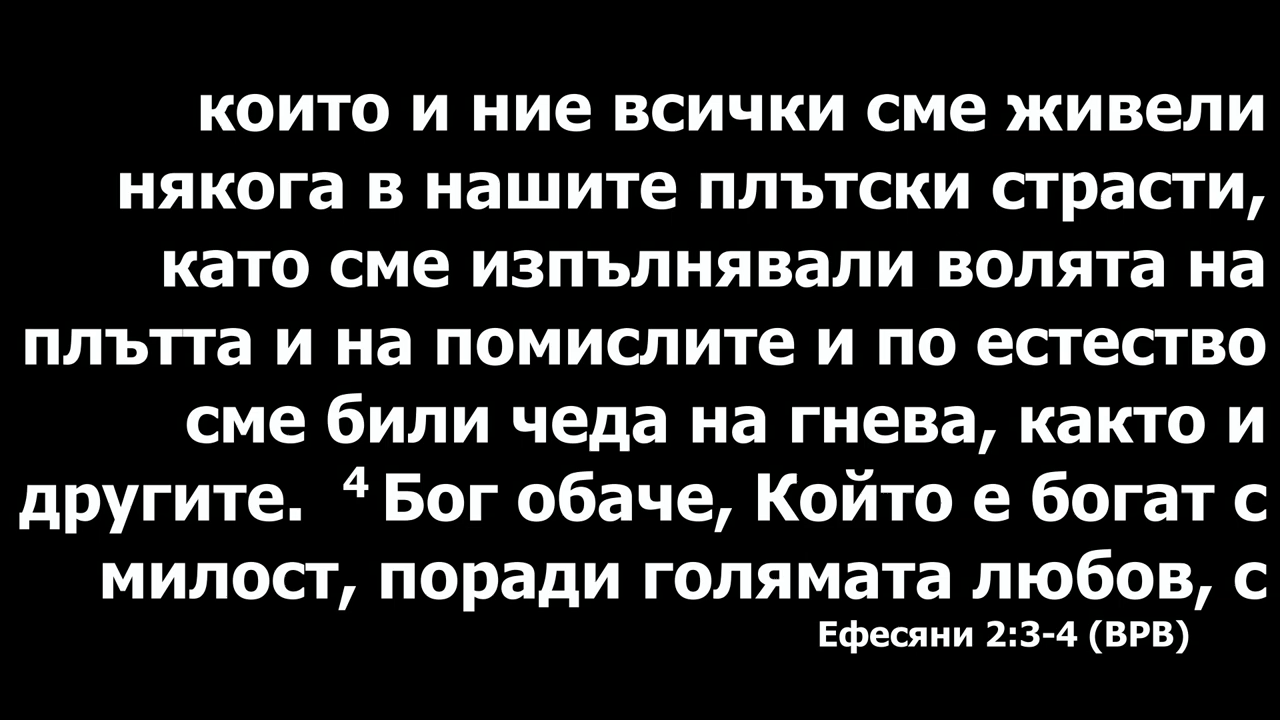 които и ние всички сме живели
някога в нашите плътски страсти,
като сме изпълнявали волята на
плътта и на помислите и по естество
сме били чеда на гнева, както и
другите. ⁴ Бог обаче, Който е богат с
милост, поради голямата любов, с
Ефесяни 2:3-4 (ВРВ)